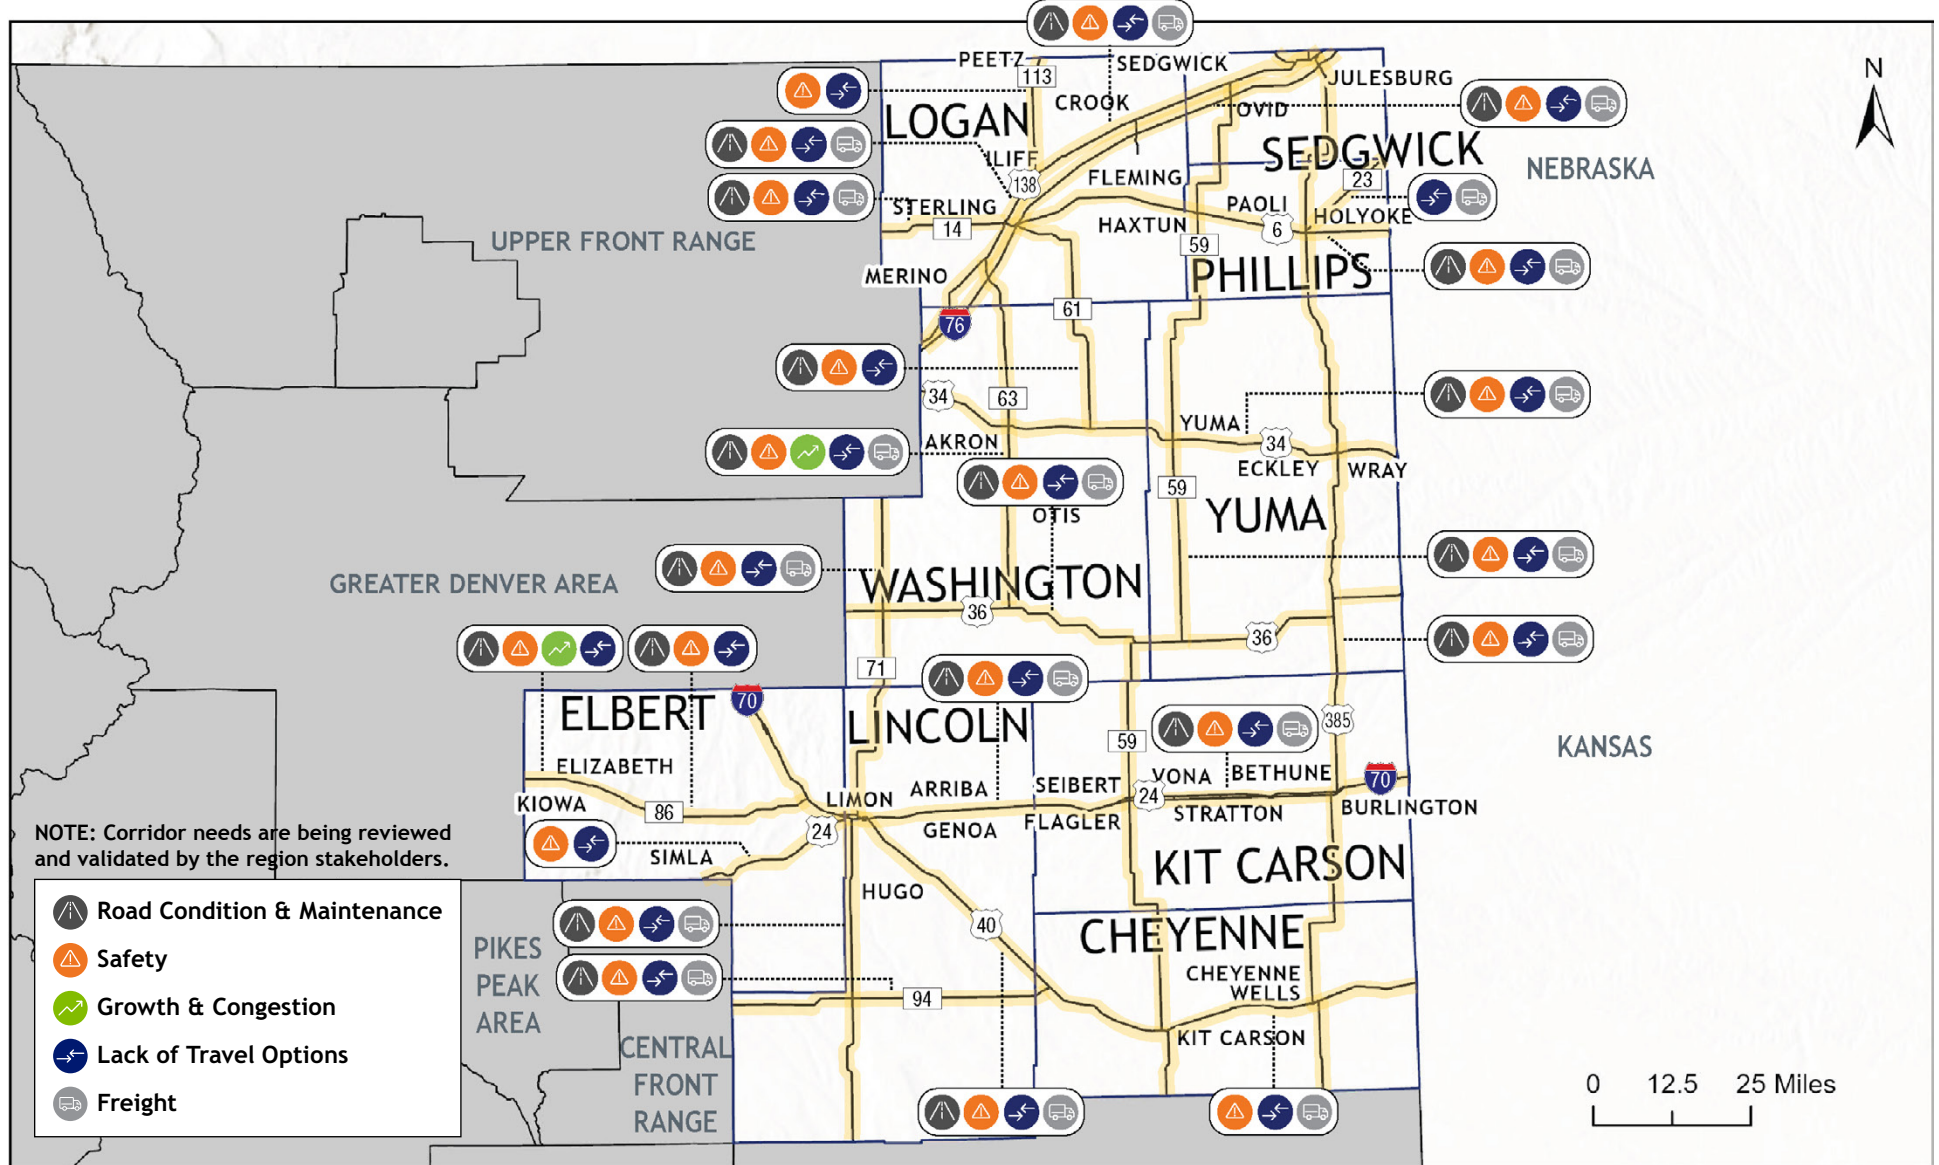 PEETZ
SEDGWICK
113
JULESBURG
N
CROOK
OVID
LOGAN
SEDGWICK
NEBRASKA
ILIFF
138
FLEMING
23
STERLING
PAOLI
HOLYOKE
14
HAXTUN
6
UPPER FRONT RANGE
59
MERINO
PHILLIPS
61
76
34
63
YUMA
AKRON
34
ECKLEY
WRAY
59
OTIS
YUMA
GREATER DENVER AREA
WASHINGTON
36
36
71
70
ELBERT
LINCOLN
385
59
KANSAS
ELIZABETH
VONA
BETHUNE
70
ARRIBA
SEIBERT
24
KIOWA
LIMON
86
STRATTON
BURLINGTON
GENOA
FLAGLER
24
SIMLA
KIT CARSON
HUGO
40
CHEYENNE
PIKES
PEAK
AREA
CHEYENNE
WELLS
94
KIT CARSON
CENTRAL
FRONT
RANGE
NOTE: Corridor needs are being reviewed
and validated by the region stakeholders.
Road Condition & Maintenance
Safety
Growth & Congestion
Lack of Travel Options
Freight
0 12.5 25 Miles